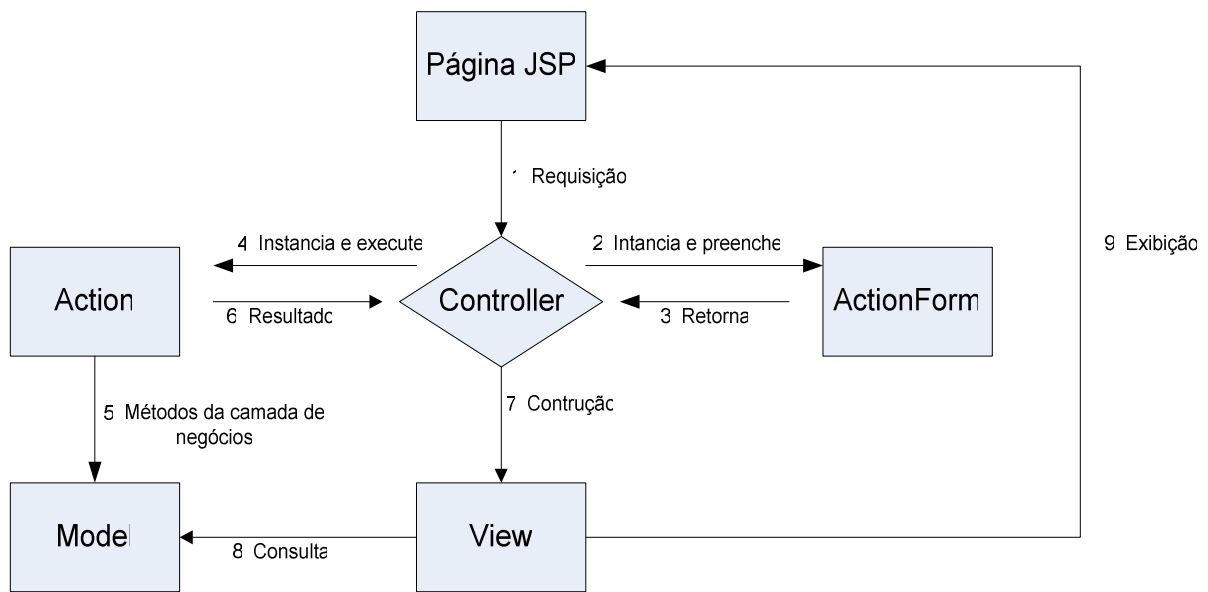 Página JSP
1 Requisição
4 Instancia e execute
2 Intancia e preenche
9 Exibição
Action
Controller
ActionForm
6 Resultado
3 Retorna
5 Métodos da camada de
negócios
7 Contrução
Model
View
8 Consulta